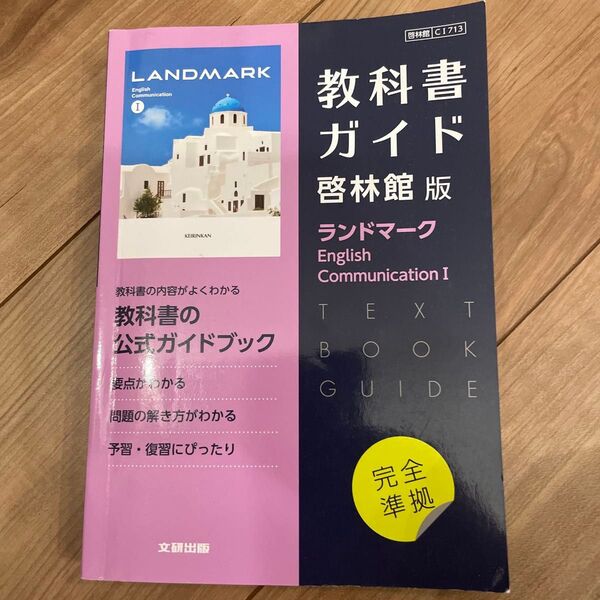 LANDMARK
English
Communication
I
KEIRINKAN
教科書の内容がよくわかる
教科書の
公式ガイドブック
要点がわかる
問題の解き方がわかる
予習・復習にぴったり
文研出版
啓林館 CI713
教科書
ガイド
啓林館 版
ランドマーク
English
Communication I
TEXT
BOOK
GUIDE
完全
準拠